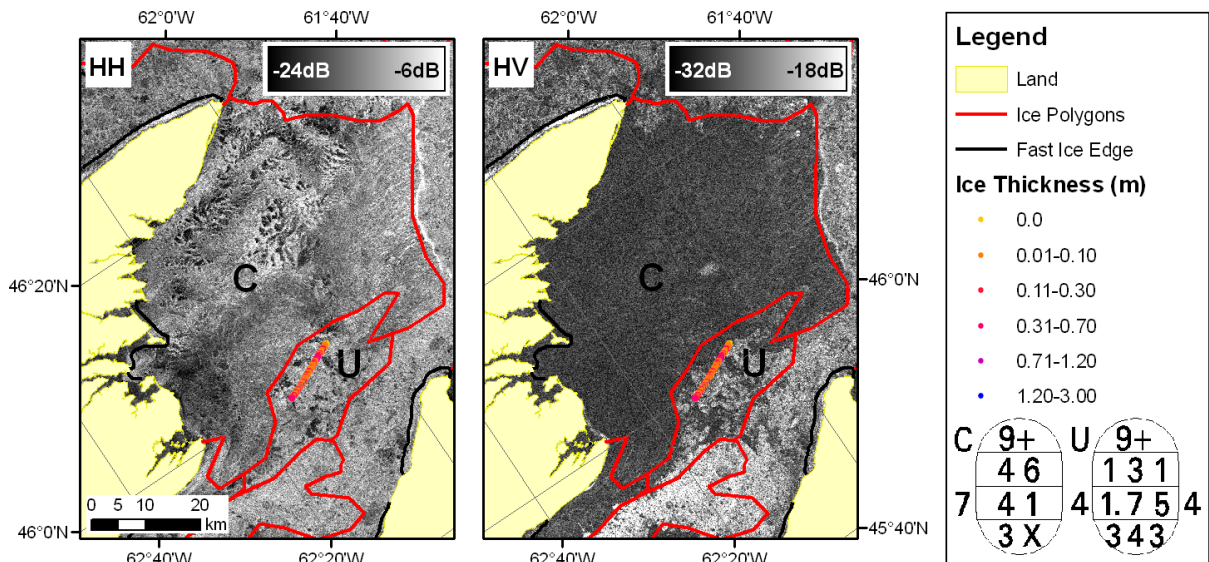 62°0'W 61°40'W
HH -24dB -6dB
C
U
46°20'N
46°0'N
0 5 10 20
km
62°40'W 62°20'W
62°0'W 61°40'W
HV -32dB -18dB
C
U
46°0'N
45°40'N
62°40'W 62°20'W
Legend
Land
Ice Polygons
Fast Ice Edge
Ice Thickness (m)
0.0
0.01-0.10
0.11-0.30
0.31-0.70
0.71-1.20
1.20-3.00
C 9+ U 9+
4 6 1 3 1
7 4 1 4 1. 7 5 4
3 X 3 4 3